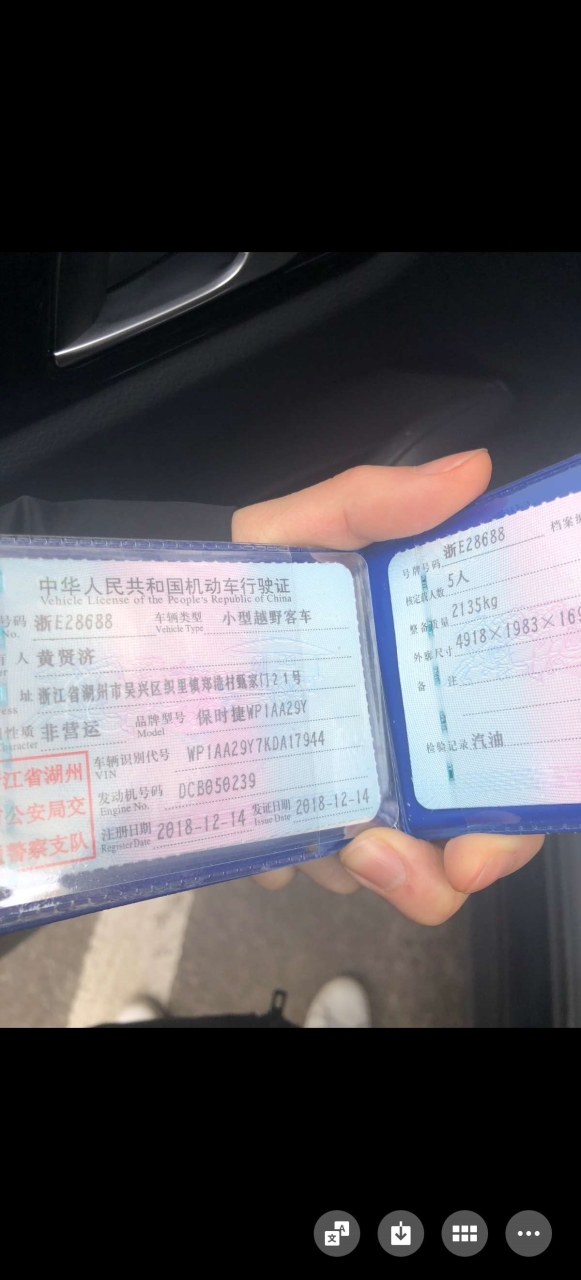 中华人民共和国机动车行驶证
Vehicle License of the People's Republic of China
号码 浙E28688 车辆类型 小型越野客车
No. Vehicle Type
人 黄贤济
址 浙江省湖州市吴兴区织里镇郑港村甄家门21号
性质 非营运 品牌型号 保时捷WP1AA29Y
Character Model
江省湖州
公安局交
警察支队
车辆识别代号 WP1AA29Y7KDA17944
VIN
发动机号码 DCB050239
Engine No.
注册日期 2018-12-14 发证日期 2018-12-14
Register Date Issue Date
号牌号码 浙E28688 档案编
核定载人数 5人
整备质量 2135kg
外廓尺寸 4918×1983×169
备注
检验记录 汽油